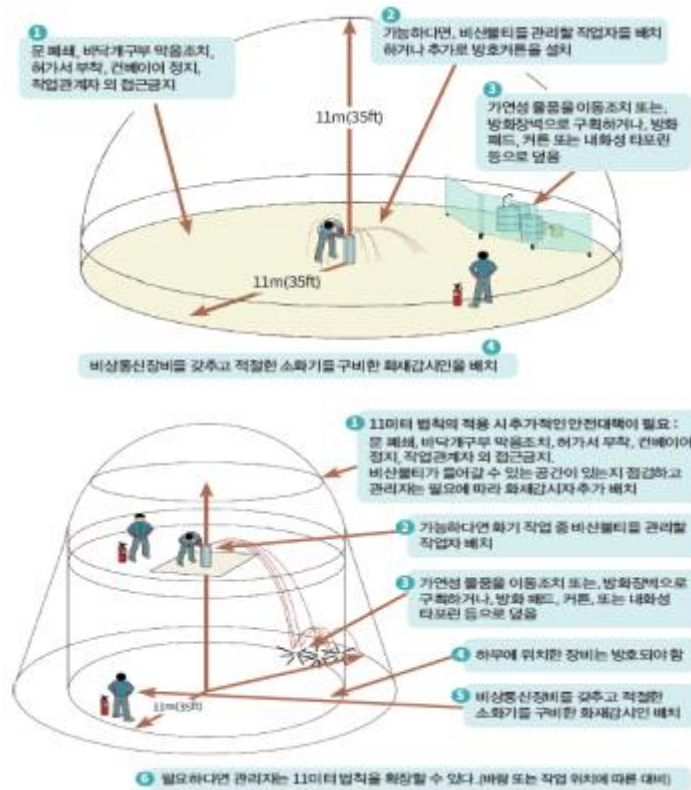 1
문 폐쇄, 바닥개구부 막음조치,
허가서 부착, 컨베이어 정지,
작업관계자 외 접근금지
2
가능하다면, 비산불티를 관리할 작업자를 배치
하거나 추가로 방호커튼을 설치
3
가연성 물품을 이동조치 또는,
방화장벽으로 구획하거나, 방화
패드, 커튼 또는 내화성 타포린
등으로 덮음
11m(35ft)
11m(35ft)
4
비상통신장비를 갖추고 적절한 소화기를 구비한 화재감시인을 배치
1 11미터 법칙의 적용 시 추가적인 안전대책이 필요 :
문 폐쇄, 바닥개구부 막음조치, 허가서 부착, 컨베이어
정지, 작업관계자 외 접근금지.
비산불티가 들어갈 수 있는 공간이 있는지 점검하고
관리자는 필요에 따라 화재감시자 추가 배치
2 가능하다면 화기 작업 중 비산불티를 관리할
작업자 배치
3 가연성 물품을 이동조치 또는, 방화장벽으로
구획하거나, 방화 패드, 커튼, 또는 내화성
타포린 등으로 덮음
4 하부에 위치한 장비는 방호되야 함
5 비상통신장비를 갖추고 적절한
소화기를 구비한 화재감시인 배치
11m(35ft)
6 필요하다면 관리자는 11미터 법칙을 확장할 수 있다. (바람 또는 작업 위치에 따른 대비)